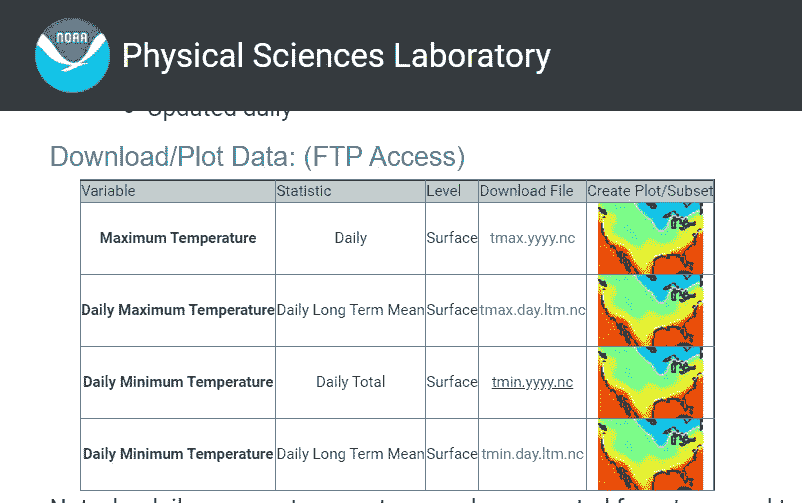 NOAA
Physical Sciences Laboratory
Updated daily
Download/Plot Data: (FTP Access)
Variable Statistic Level Download File Create Plot/Subset
Maximum Temperature Daily Surface tmax.yyyy.nc
Daily Maximum Temperature Daily Long Term Mean Surface tmax.day.ltm.nc
Daily Minimum Temperature Daily Total Surface tmin.yyyy.nc
Daily Minimum Temperature Daily Long Term Mean Surface tmin.day.ltm.nc